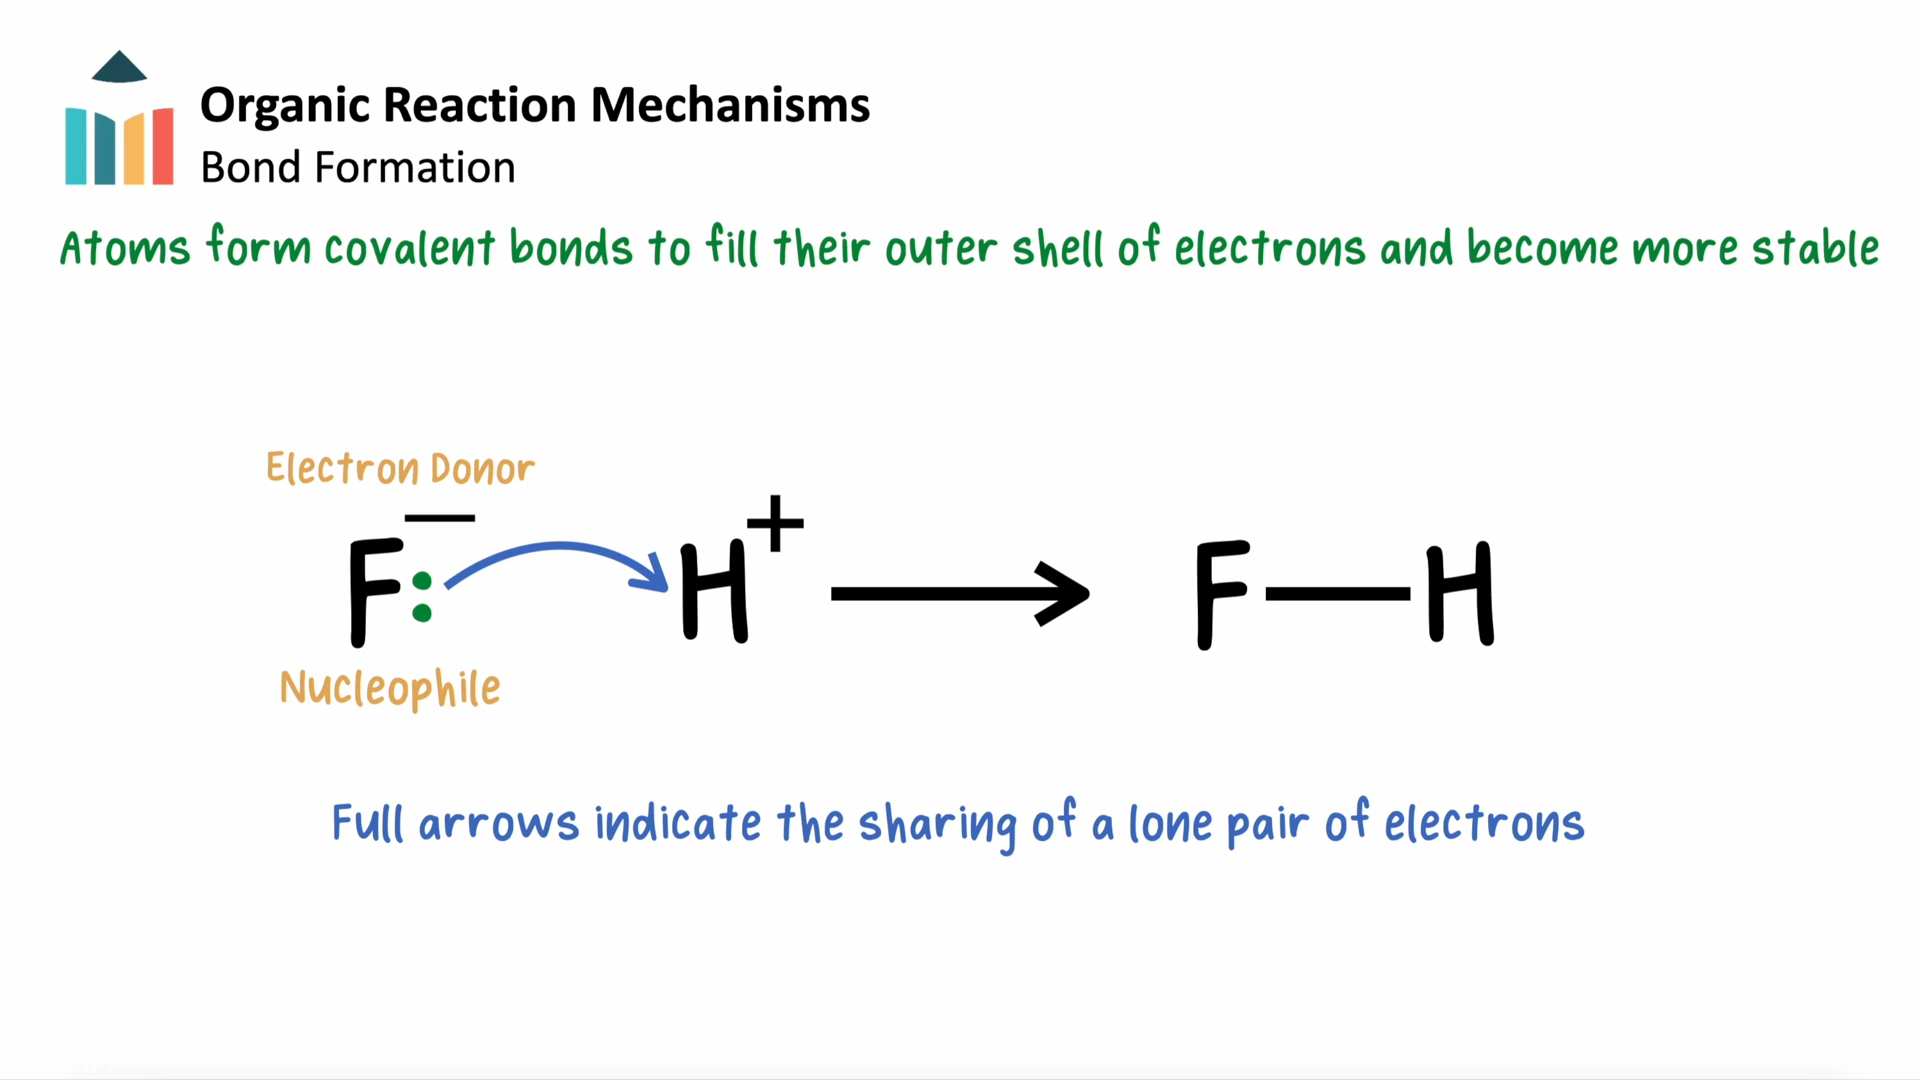 Organic Reaction Mechanisms
Bond Formation
Atoms form covalent bonds to fill their outer shell of electrons and become more stable
Electron Donor
F:− H+ → F—H
Nucleophile
Full arrows indicate the sharing of a lone pair of electrons